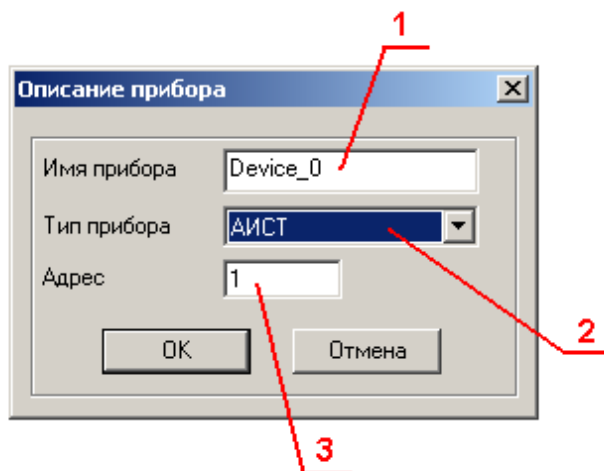 1
Описание прибора
Имя прибора Device_0
Тип прибора АИСТ
Адрес 1
OK Отмена
2
3